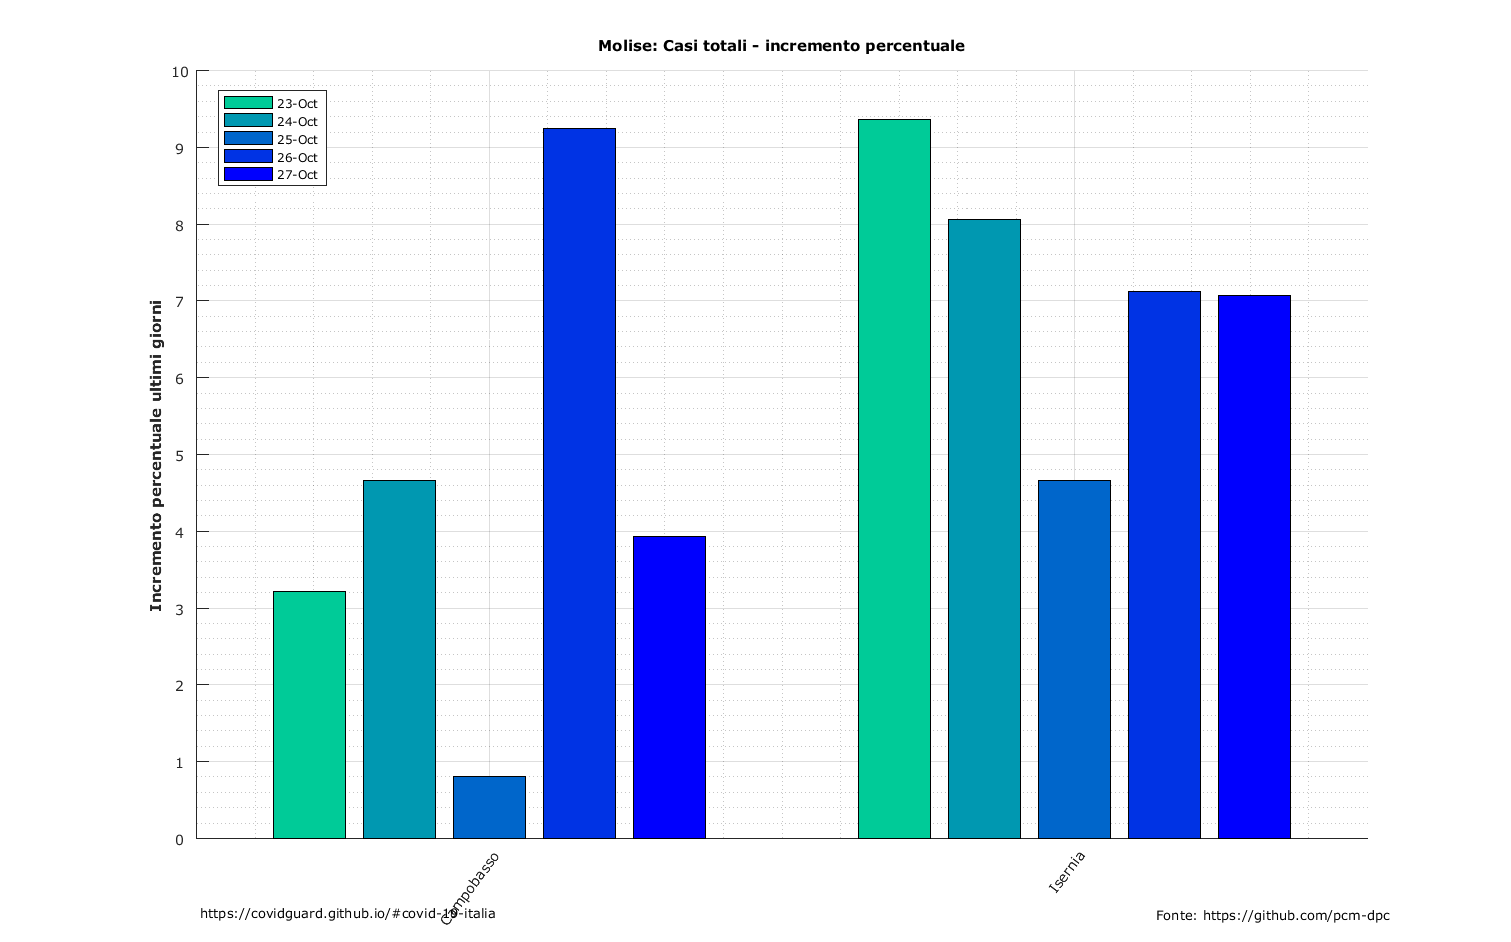 Molise: Casi totali - incremento percentuale
Incremento percentuale ultimi giorni
10
9
8
7
6
5
4
3
2
1
0
23-Oct
24-Oct
25-Oct
26-Oct
27-Oct
Campobasso
Isernia
https://covidguard.github.io/#covid-19-italia
Fonte: https://github.com/pcm-dpc